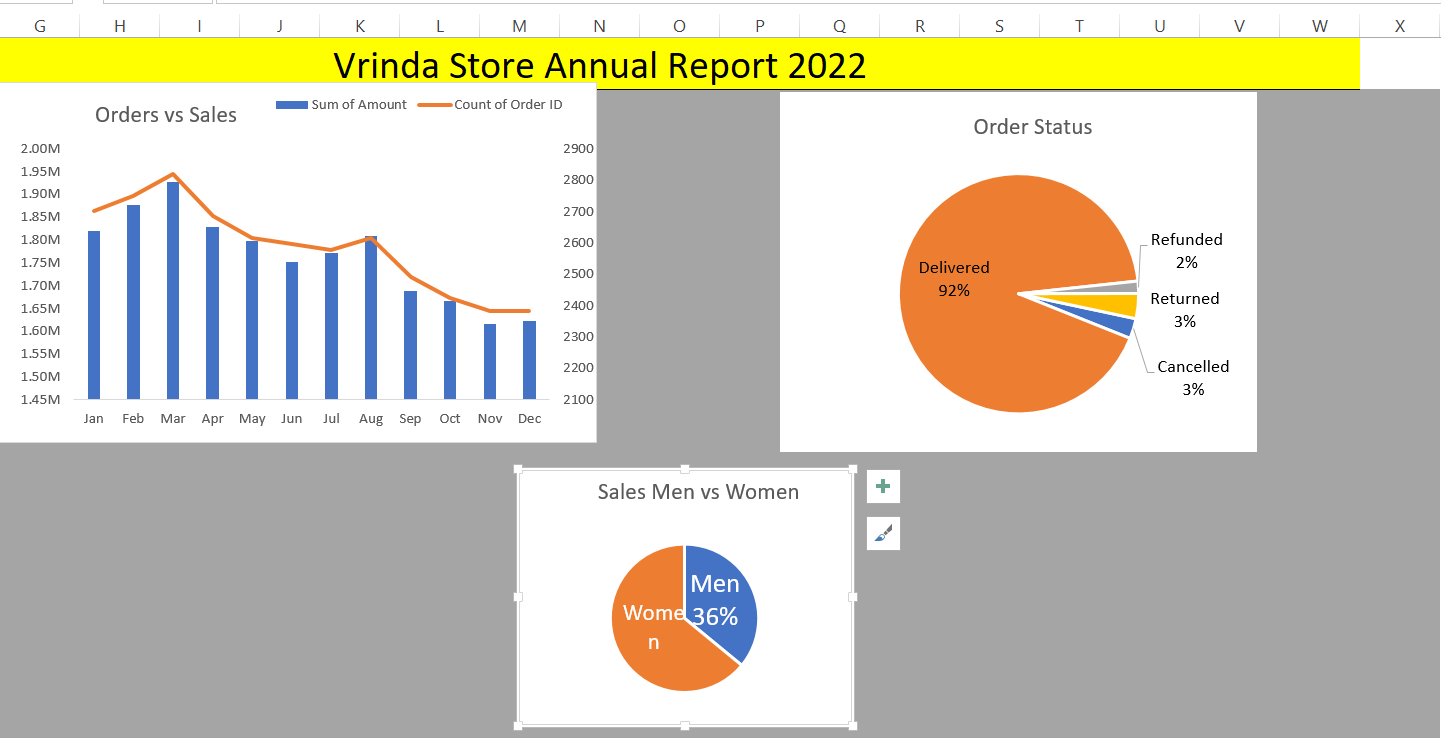 G H I J K L M N O P Q R S T U V W X
Vrinda Store Annual Report 2022
Orders vs Sales
Sum of Amount Count of Order ID
2.00M
1.95M
1.90M
1.85M
1.80M
1.75M
1.70M
1.65M
1.60M
1.55M
1.50M
1.45M
2900
2800
2700
2600
2500
2400
2300
2200
2100
Jan Feb Mar Apr May Jun Jul Aug Sep Oct Nov Dec
Order Status
Delivered
92%
Refunded
2%
Returned
3%
Cancelled
3%
Sales Men vs Women
Men
36%
Wome
n